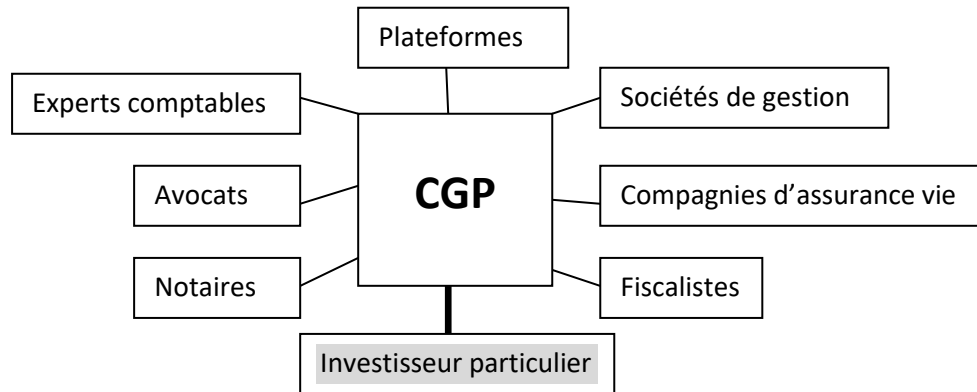 Plateformes
Experts comptables
Sociétés de gestion
CGP
Avocats
Compagnies d’assurance vie
Notaires
Fiscalistes
Investisseur particulier